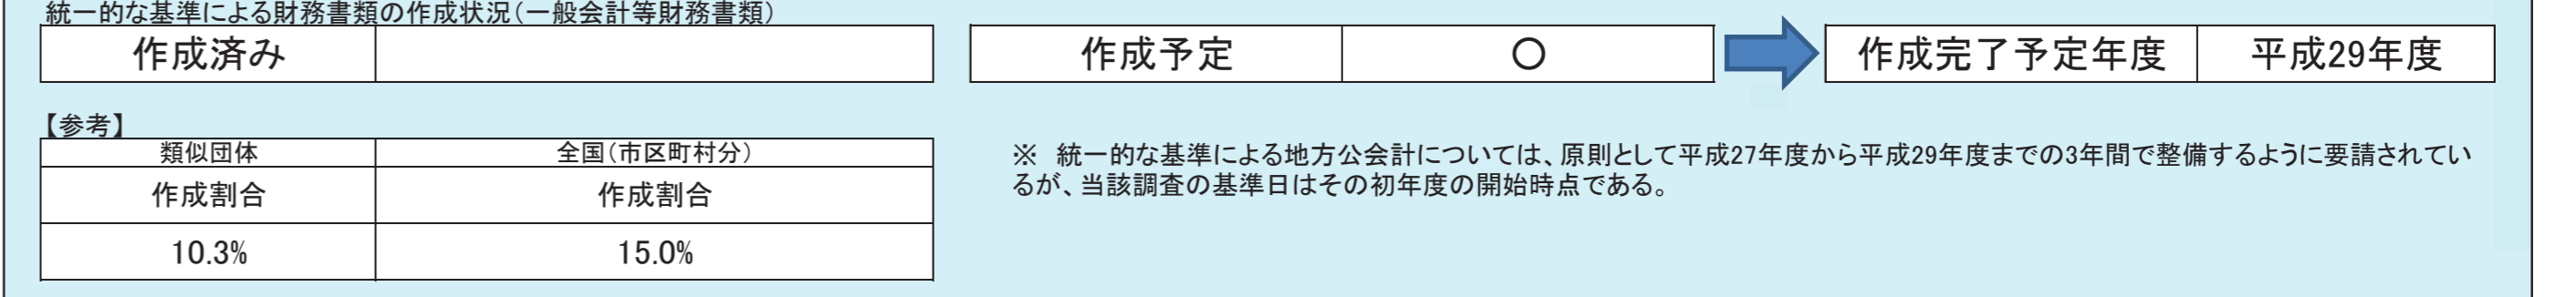 統一的な基準による財務書類の作成状況(一般会計等財務書類)
作成済み
作成予定 ○
作成完了予定年度 平成29年度
【参考】
類似団体 全国(市区町村分)
作成割合 作成割合
10.3% 15.0%
※ 統一的な基準による地方公会計については、原則として平成27年度から平成29年度までの3年間で整備するように要請されてい
るが、当該調査の基準日はその初年度の開始時点である。